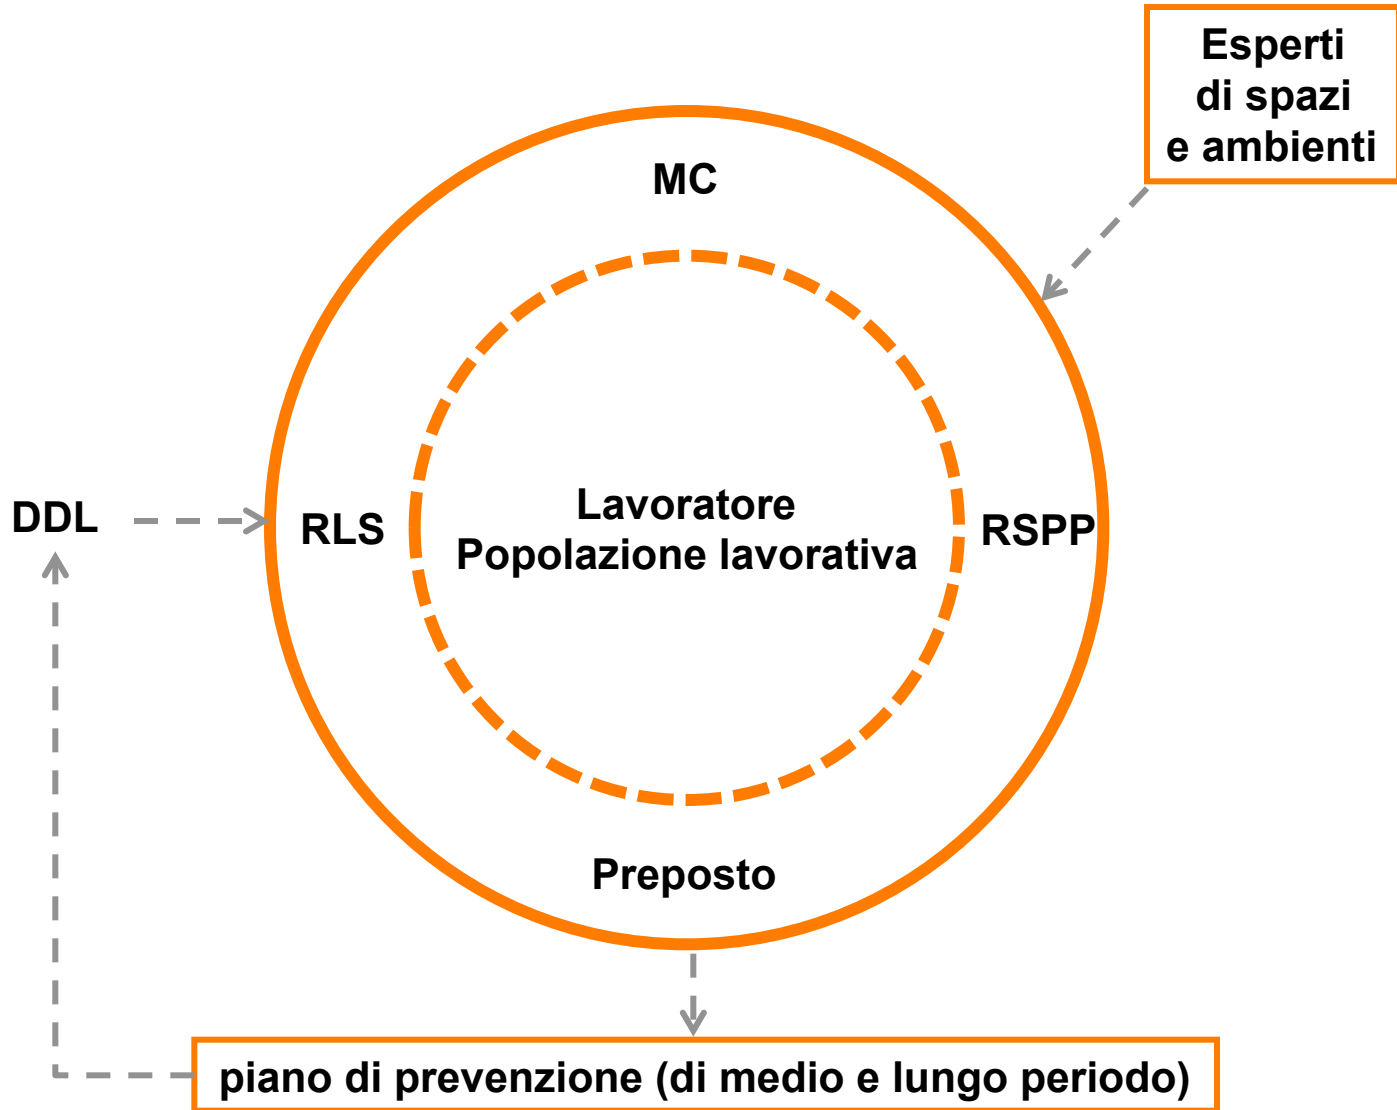 Esperti
di spazi
e ambienti
MC
DDL
RLS
Lavoratore
Popolazione lavorativa
RSPP
Preposto
piano di prevenzione (di medio e lungo periodo)